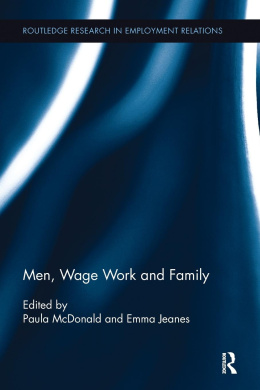 ROUTLEDGE RESEARCH IN EMPLOYMENT RELATIONS
Men, Wage Work and Family
Edited by
Paula McDonald and Emma Jeanes
ROUTLEDGE